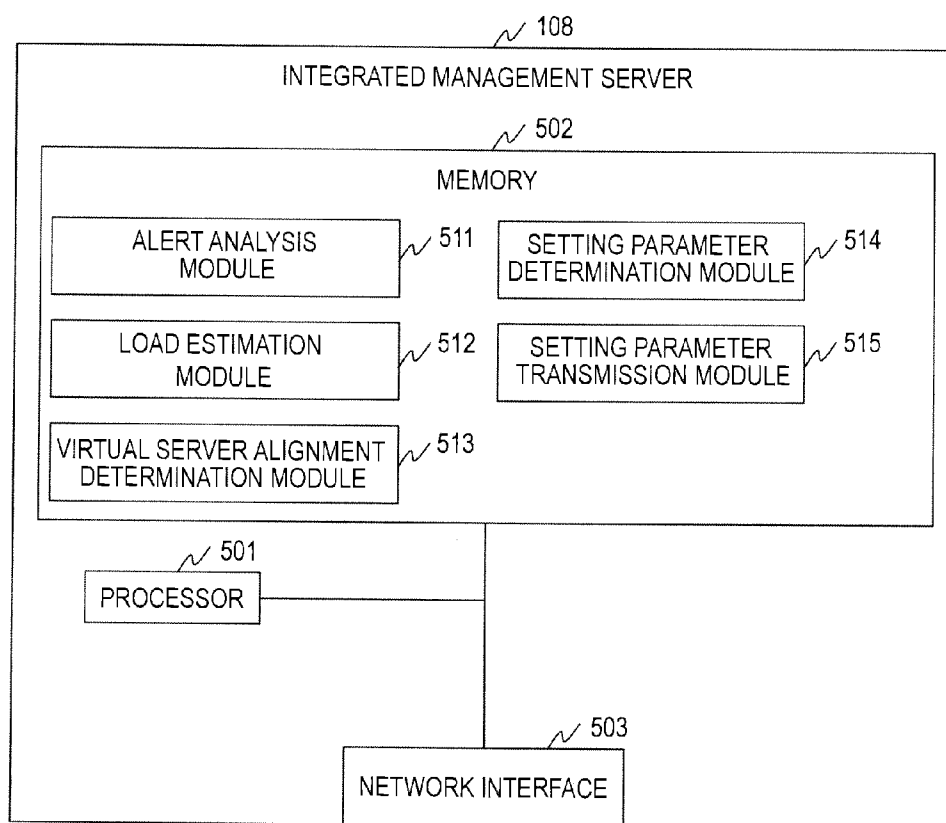 108
INTEGRATED MANAGEMENT SERVER
502
MEMORY
ALERT ANALYSIS
MODULE
511
SETTING PARAMETER
DETERMINATION MODULE
514
LOAD ESTIMATION
MODULE
512
SETTING PARAMETER
TRANSMISSION MODULE
515
VIRTUAL SERVER ALIGNMENT
DETERMINATION MODULE
513
501
PROCESSOR
503
NETWORK INTERFACE